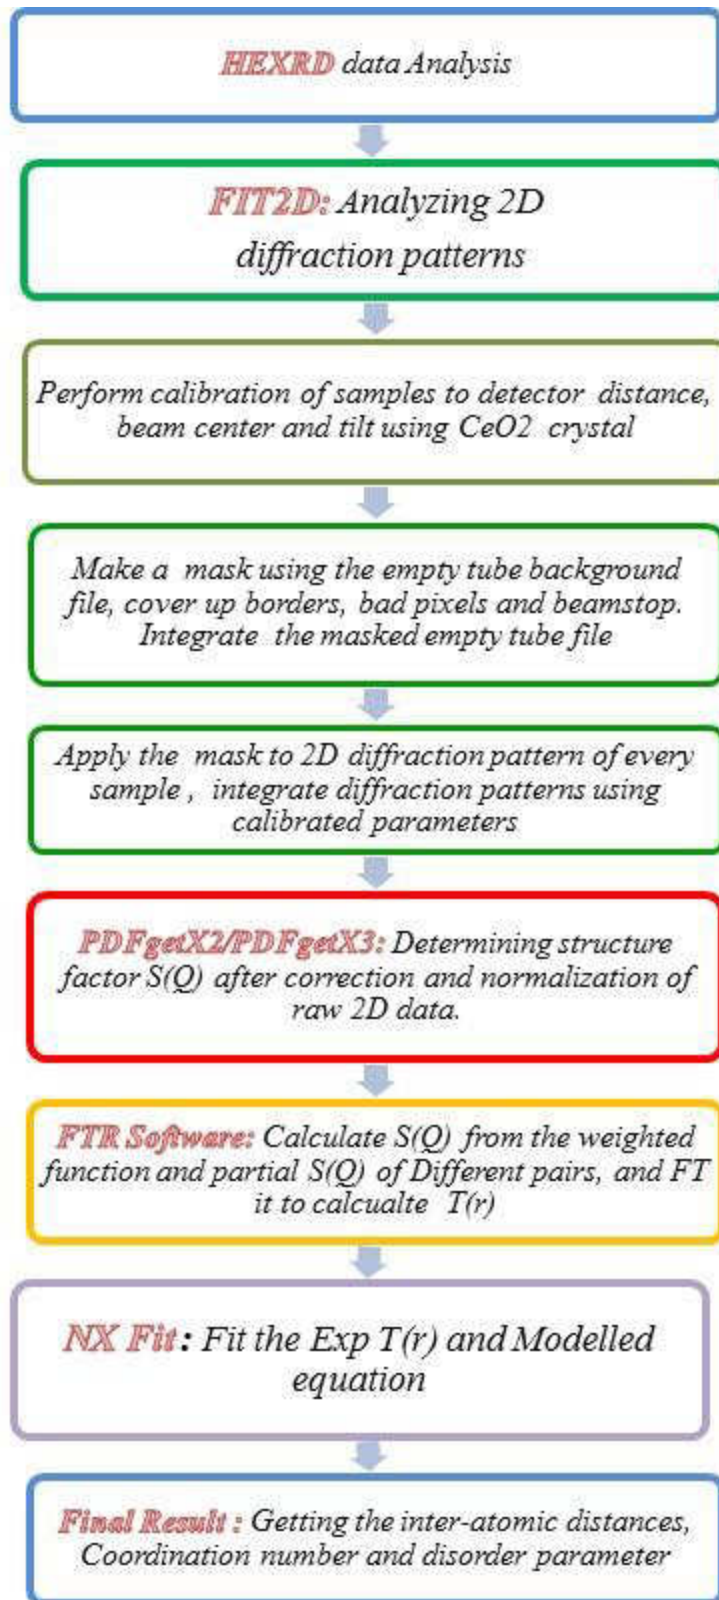 HEXRD data Analysis
FIT2D: Analyzing 2D
diffraction patterns
Perform calibration of samples to detector distance,
beam center and tilt using CeO2 crystal
Make a mask using the empty tube background
file, cover up borders, bad pixels and beamstop.
Integrate the masked empty tube file
Apply the mask to 2D diffraction pattern of every
sample , integrate diffraction patterns using
calibrated parameters
PDFgetX2/PDFgetX3: Determining structure
factor S(Q) after correction and normalization of
raw 2D data.
FTR Software: Calculate S(Q) from the weighted
function and partial S(Q) of Different pairs, and FT
it to calcualte T(r)
NX Fit: Fit the Exp T(r) and Modelled
equation
Final Result : Getting the inter-atomic distances,
Coordination number and disorder parameter